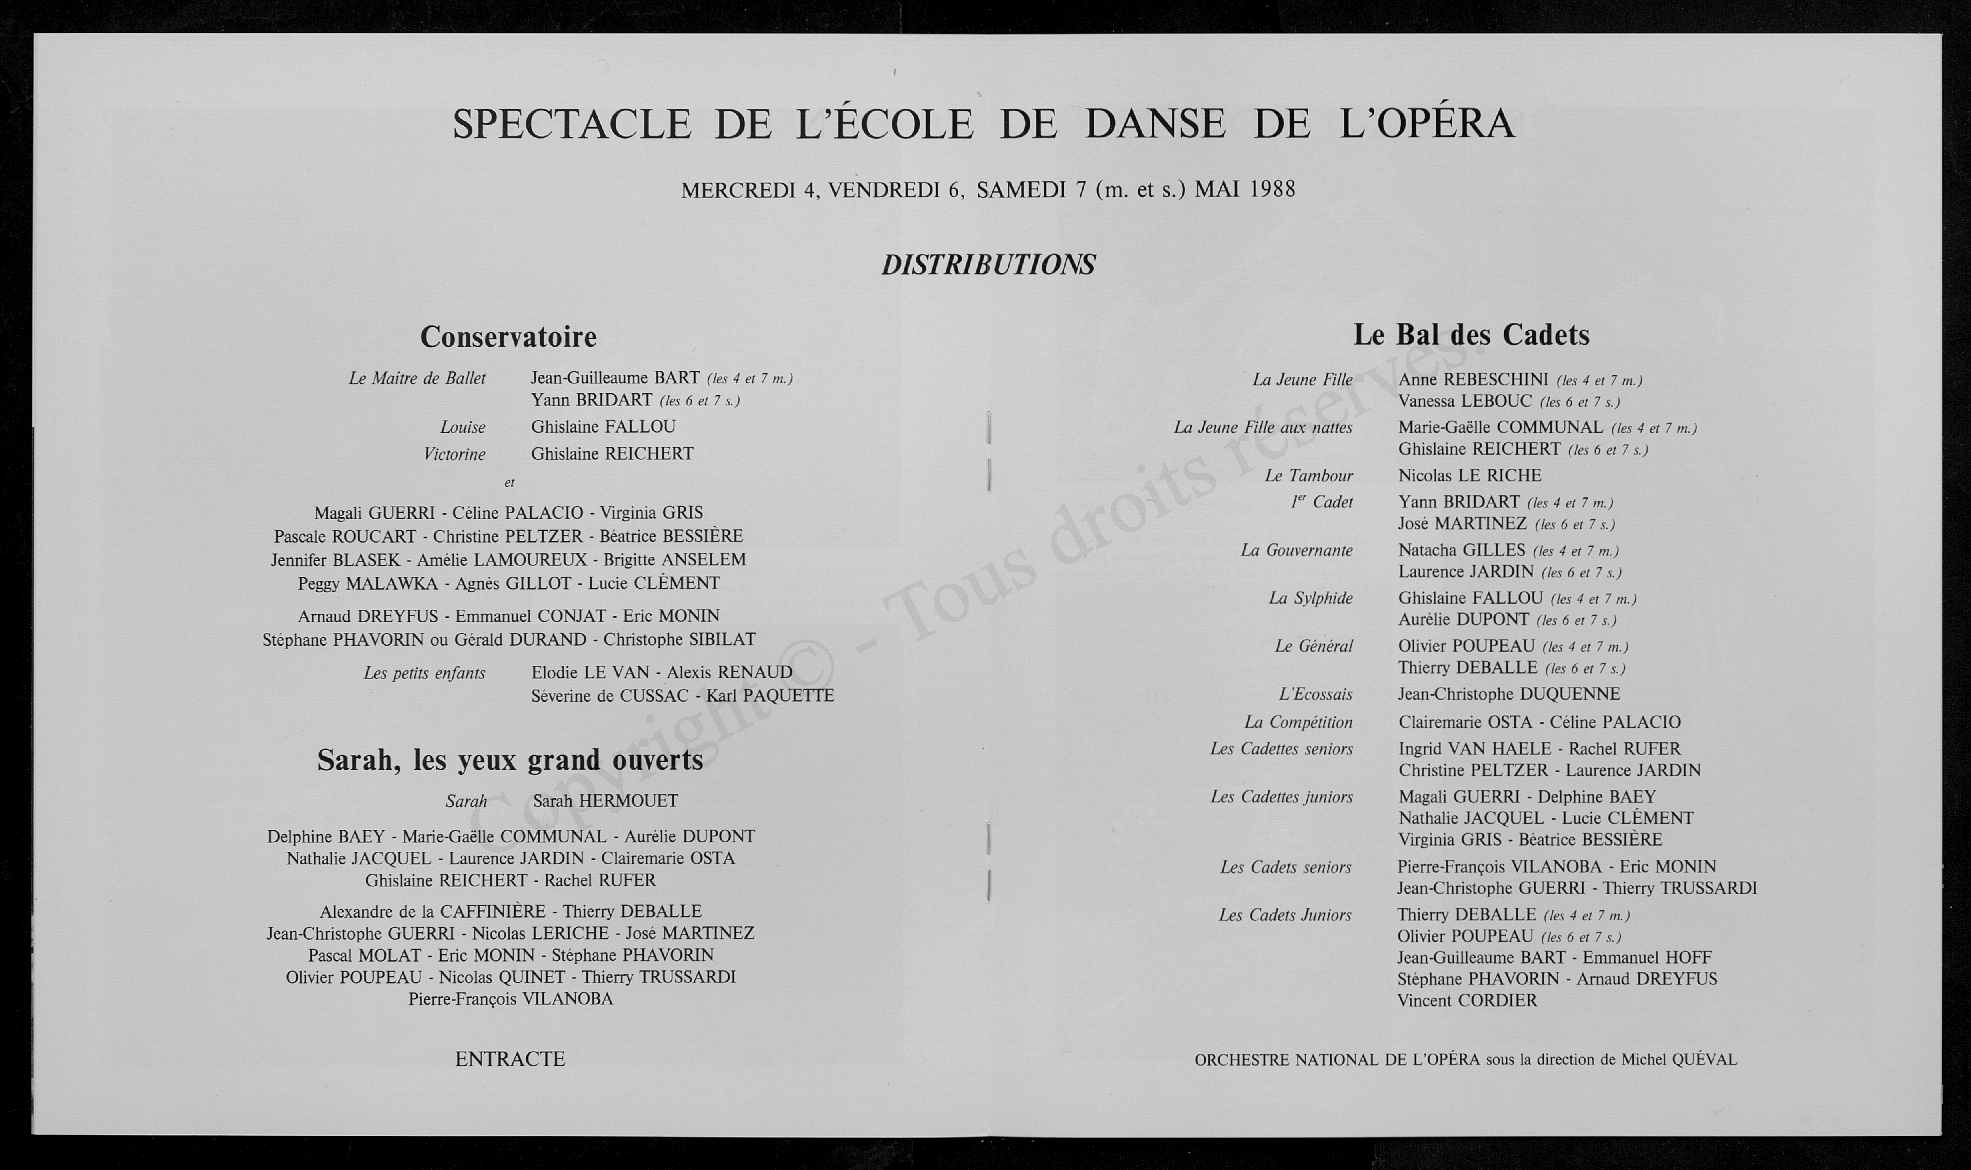 SPECTACLE DE L'ÉCOLE DE DANSE DE L'OPÉRA
MERCREDI 4, VENDREDI 6, SAMEDI 7 (m. et s.) MAI 1988
DISTRIBUTIONS
Conservatoire
Le Maître de Ballet Jean-Guilleaume BART (les 4 et 7 m.)
Yann BRIDART (les 6 et 7 s.)
Louise Ghislaine FALLOU
Victorine Ghislaine REICHERT
et
Magali GUERRI - Céline PALACIO - Virginia GRIS
Pascale ROUCART - Christine PELTZER - Béatrice BESSIÈRE
Jennifer BLASEK - Amélie LAMOUREUX - Brigitte ANSELEM
Peggy MALAWKA - Agnès GILLOT - Lucie CLÉMENT
Arnaud DREYFUS - Emmanuel CONJAT - Eric MONIN
Stéphane PHAVORIN ou Gérald DURAND - Christophe SIBILAT
Les petits enfants Elodie LE VAN - Alexis RENAUD
Séverine de CUSSAC - Karl PAQUETTE
Sarah, les yeux grand ouverts
Sarah Sarah HERMOUET
Delphine BAEY - Marie-Gaëlle COMMUNAL - Aurélie DUPONT
Nathalie JACQUEL - Laurence JARDIN - Clairemarie OSTA
Ghislaine REICHERT - Rachel RUFER
Alexandre de la CAFFINIÈRE - Thierry DEBALLE
Jean-Christophe GUERRI - Nicolas LERICHE - José MARTINEZ
Pascal MOLAT - Eric MONIN - Stéphane PHAVORIN
Olivier POUPEAU - Nicolas QUINET - Thierry TRUSSARDI
Pierre-François VILANOBA
ENTRACTE
Le Bal des Cadets
La Jeune Fille Anne REBESCHINI (les 4 et 7 m.)
Vanessa LEBOUC (les 6 et 7 s.)
La Jeune Fille aux nattes Marie-Gaëlle COMMUNAL (les 4 et 7 m.)
Ghislaine REICHERT (les 6 et 7 s.)
Le Tambour Nicolas LE RICHE
1er Cadet Yann BRIDART (les 4 et 7 m.)
José MARTINEZ (les 6 et 7 s.)
La Gouvernante Natacha GILLES (les 4 et 7 m.)
Laurence JARDIN (les 6 et 7 s.)
La Sylphide Ghislaine FALLOU (les 4 et 7 m.)
Aurélie DUPONT (les 6 et 7 s.)
Le Général Olivier POUPEAU (les 4 et 7 m.)
Thierry DEBALLE (les 6 et 7 s.)
L'Ecossais Jean-Christophe DUQUENNE
La Compétition Clairemarie OSTA - Céline PALACIO
Les Cadettes seniors Ingrid VAN HAELE - Rachel RUFER
Christine PELTZER - Laurence JARDIN
Les Cadettes juniors Magali GUERRI - Delphine BAEY
Nathalie JACQUEL - Lucie CLÉMENT
Virginia GRIS - Béatrice BESSIÈRE
Les Cadets seniors Pierre-François VILANOBA - Eric MONIN
Jean-Christophe GUERRI - Thierry TRUSSARDI
Les Cadets Juniors Thierry DEBALLE (les 4 et 7 m.)
Olivier POUPEAU (les 6 et 7 s.)
Jean-Guilleaume BART - Emmanuel HOFF
Stéphane PHAVORIN - Arnaud DREYFUS
Vincent CORDIER
ORCHESTRE NATIONAL DE L'OPÉRA sous la direction de Michel QUÉVAL
Copyright © - Tous droits réservés.